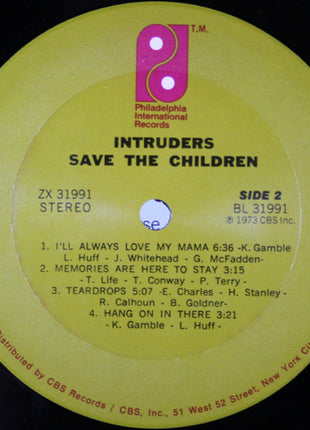 T.M.
Philadelphia
International
Records
INTRUDERS
SAVE THE CHILDREN
ZX 31991
STEREO
SIDE 2
BL 31991
℗ 1973 CBS Inc.
se
1. I'LL ALWAYS LOVE MY MAMA 6:36 -K. Gamble
L. Huff - J. Whitehead - G. McFadden-
2. MEMORIES ARE HERE TO STAY 3:15
- T. Life - T. Conway - P. Terry -
3. TEARDROPS 5:07 -E. Charles - H. Stanley -
R. Calhoun - B. Goldner-
4. HANG ON IN THERE 3:21
-K. Gamble - L. Huff -
Distributed by CBS Records / CBS, Inc., 51 West 52 Street, New York City